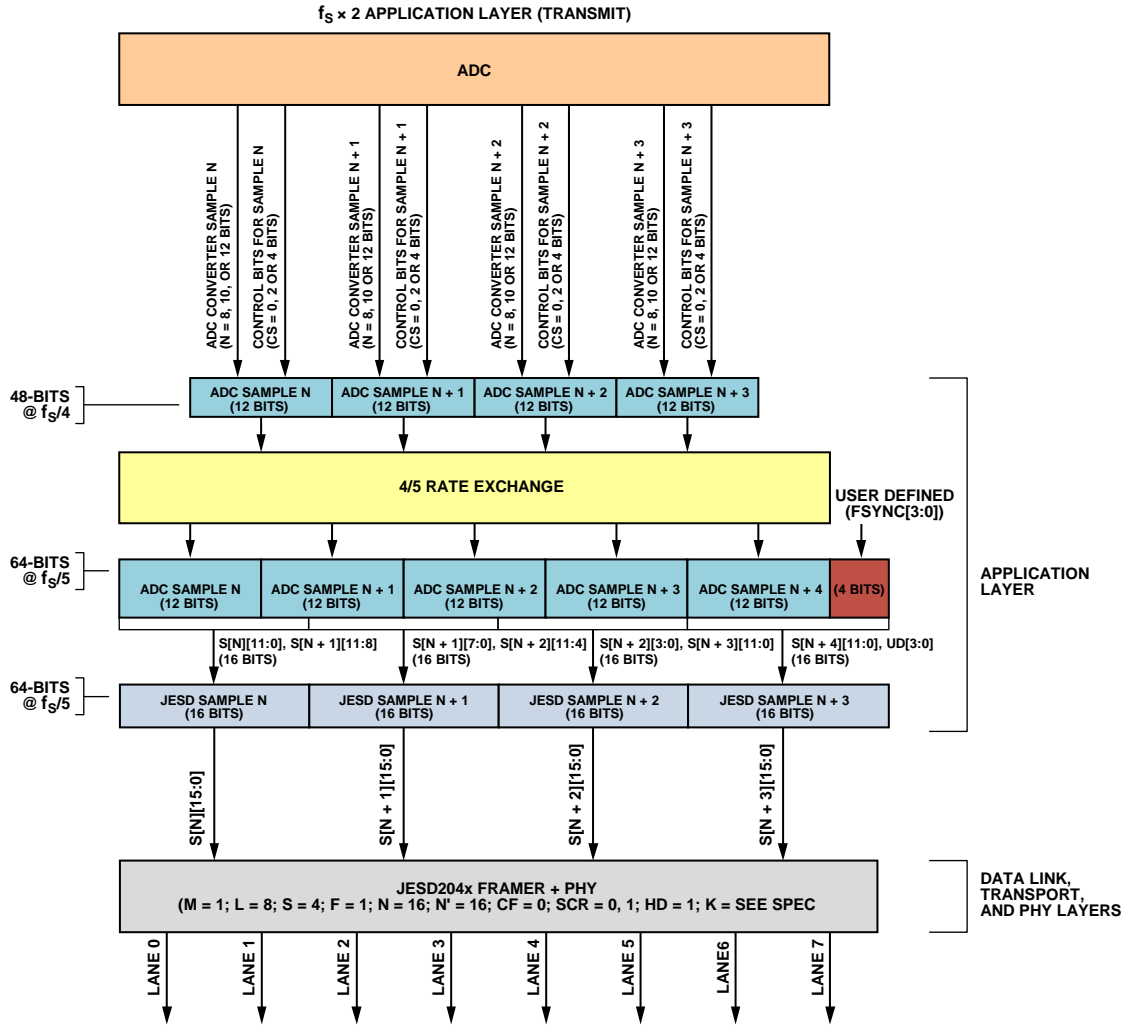 fS × 2 APPLICATION LAYER (TRANSMIT)
ADC
ADC CONVERTER SAMPLE N
(N = 8, 10, OR 12 BITS)
CONTROL BITS FOR SAMPLE N
(CS = 0, 2 OR 4 BITS)
ADC CONVERTER SAMPLE N + 1
(N = 8, 10 OR 12 BITS)
CONTROL BITS FOR SAMPLE N + 1
(CS = 0, 2 OR 4 BITS)
ADC CONVERTER SAMPLE N + 2
(N = 8, 10 OR 12 BITS)
CONTROL BITS FOR SAMPLE N + 2
(CS = 0, 2 OR 4 BITS)
ADC CONVERTER SAMPLE N + 3
(N = 8, 10 OR 12 BITS)
CONTROL BITS FOR SAMPLE N + 3
(CS = 0, 2 OR 4 BITS)
48-BITS
@ fS/4
ADC SAMPLE N
(12 BITS)
ADC SAMPLE N + 1
(12 BITS)
ADC SAMPLE N + 2
(12 BITS)
ADC SAMPLE N + 3
(12 BITS)
4/5 RATE EXCHANGE
USER DEFINED
(FSYNC[3:0])
64-BITS
@ fS/5
ADC SAMPLE N
(12 BITS)
ADC SAMPLE N + 1
(12 BITS)
ADC SAMPLE N + 2
(12 BITS)
ADC SAMPLE N + 3
(12 BITS)
ADC SAMPLE N + 4
(12 BITS)
(4 BITS)
APPLICATION
LAYER
S[N][11:0], S[N + 1][11:8]
(16 BITS)
S[N + 1][7:0], S[N + 2][11:4]
(16 BITS)
S[N + 2][3:0], S[N + 3][11:0]
(16 BITS)
S[N + 4][11:0], UD[3:0]
(16 BITS)
64-BITS
@ fS/5
JESD SAMPLE N
(16 BITS)
JESD SAMPLE N + 1
(16 BITS)
JESD SAMPLE N + 2
(16 BITS)
JESD SAMPLE N + 3
(16 BITS)
S[N][15:0]
S[N + 1][15:0]
S[N + 2][15:0]
S[N + 3][15:0]
JESD204x FRAMER + PHY
(M = 1; L = 8; S = 4; F = 1; N = 16; N' = 16; CF = 0; SCR = 0, 1; HD = 1; K = SEE SPEC
DATA LINK,
TRANSPORT,
AND PHY LAYERS
LANE 0
LANE 1
LANE 2
LANE 3
LANE 4
LANE 5
LANE6
LANE 7